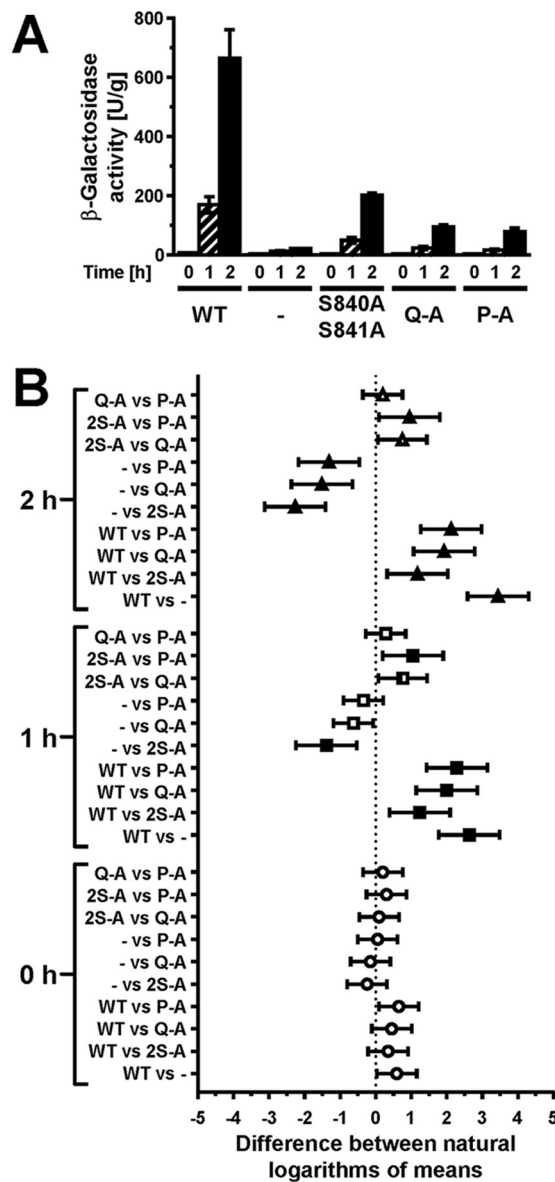 A
β-Galactosidase
activity [U/g]
800
600
400
200
0
Time [h] 0 1 2 0 1 2 0 1 2 0 1 2 0 1 2
WT - S840A Q-A P-A
S841A
B
2 h
Q-A vs P-A
2S-A vs P-A
2S-A vs Q-A
- vs P-A
- vs Q-A
- vs 2S-A
WT vs P-A
WT vs Q-A
WT vs 2S-A
WT vs -
1 h
Q-A vs P-A
2S-A vs P-A
2S-A vs Q-A
- vs P-A
- vs Q-A
- vs 2S-A
WT vs P-A
WT vs Q-A
WT vs 2S-A
WT vs -
0 h
Q-A vs P-A
2S-A vs P-A
2S-A vs Q-A
- vs P-A
- vs Q-A
- vs 2S-A
WT vs P-A
WT vs Q-A
WT vs 2S-A
WT vs -
-5 -4 -3 -2 -1 0 1 2 3 4 5
Difference between natural
logarithms of means